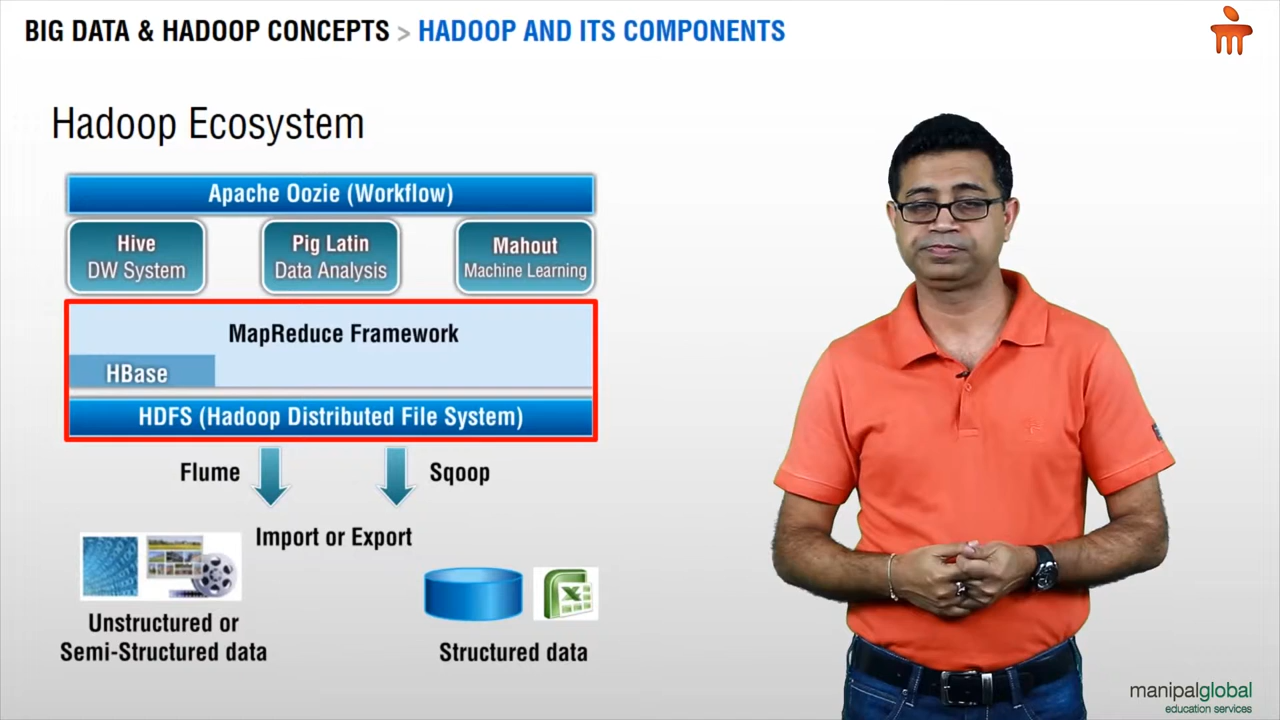 BIG DATA & HADOOP CONCEPTS > HADOOP AND ITS COMPONENTS
Hadoop Ecosystem
Apache Oozie (Workflow)
Hive
DW System
Pig Latin
Data Analysis
Mahout
Machine Learning
MapReduce Framework
HBase
HDFS (Hadoop Distributed File System)
Flume
Sqoop
Import or Export
Unstructured or
Semi-Structured data
Structured data
manipalglobal
education services